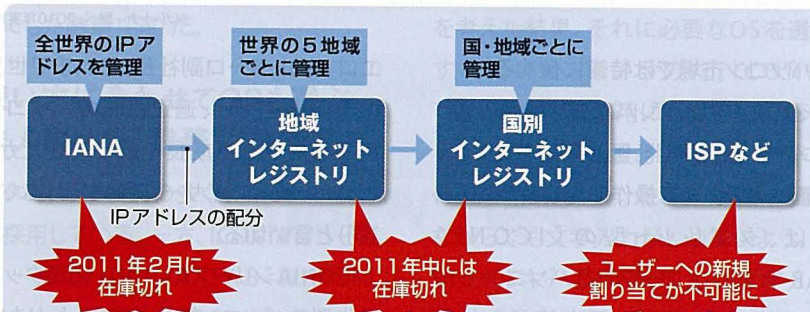 全世界のIPア
ドレスを管理
世界の5地域
ごとに管理
国・地域ごとに
管理
IANA
地域
インターネット
レジストリ
国別
インターネット
レジストリ
ISPなど
IPアドレスの配分
2011年2月に
在庫切れ
2011年中には
在庫切れ
ユーザーへの新規
割り当てが不可能に